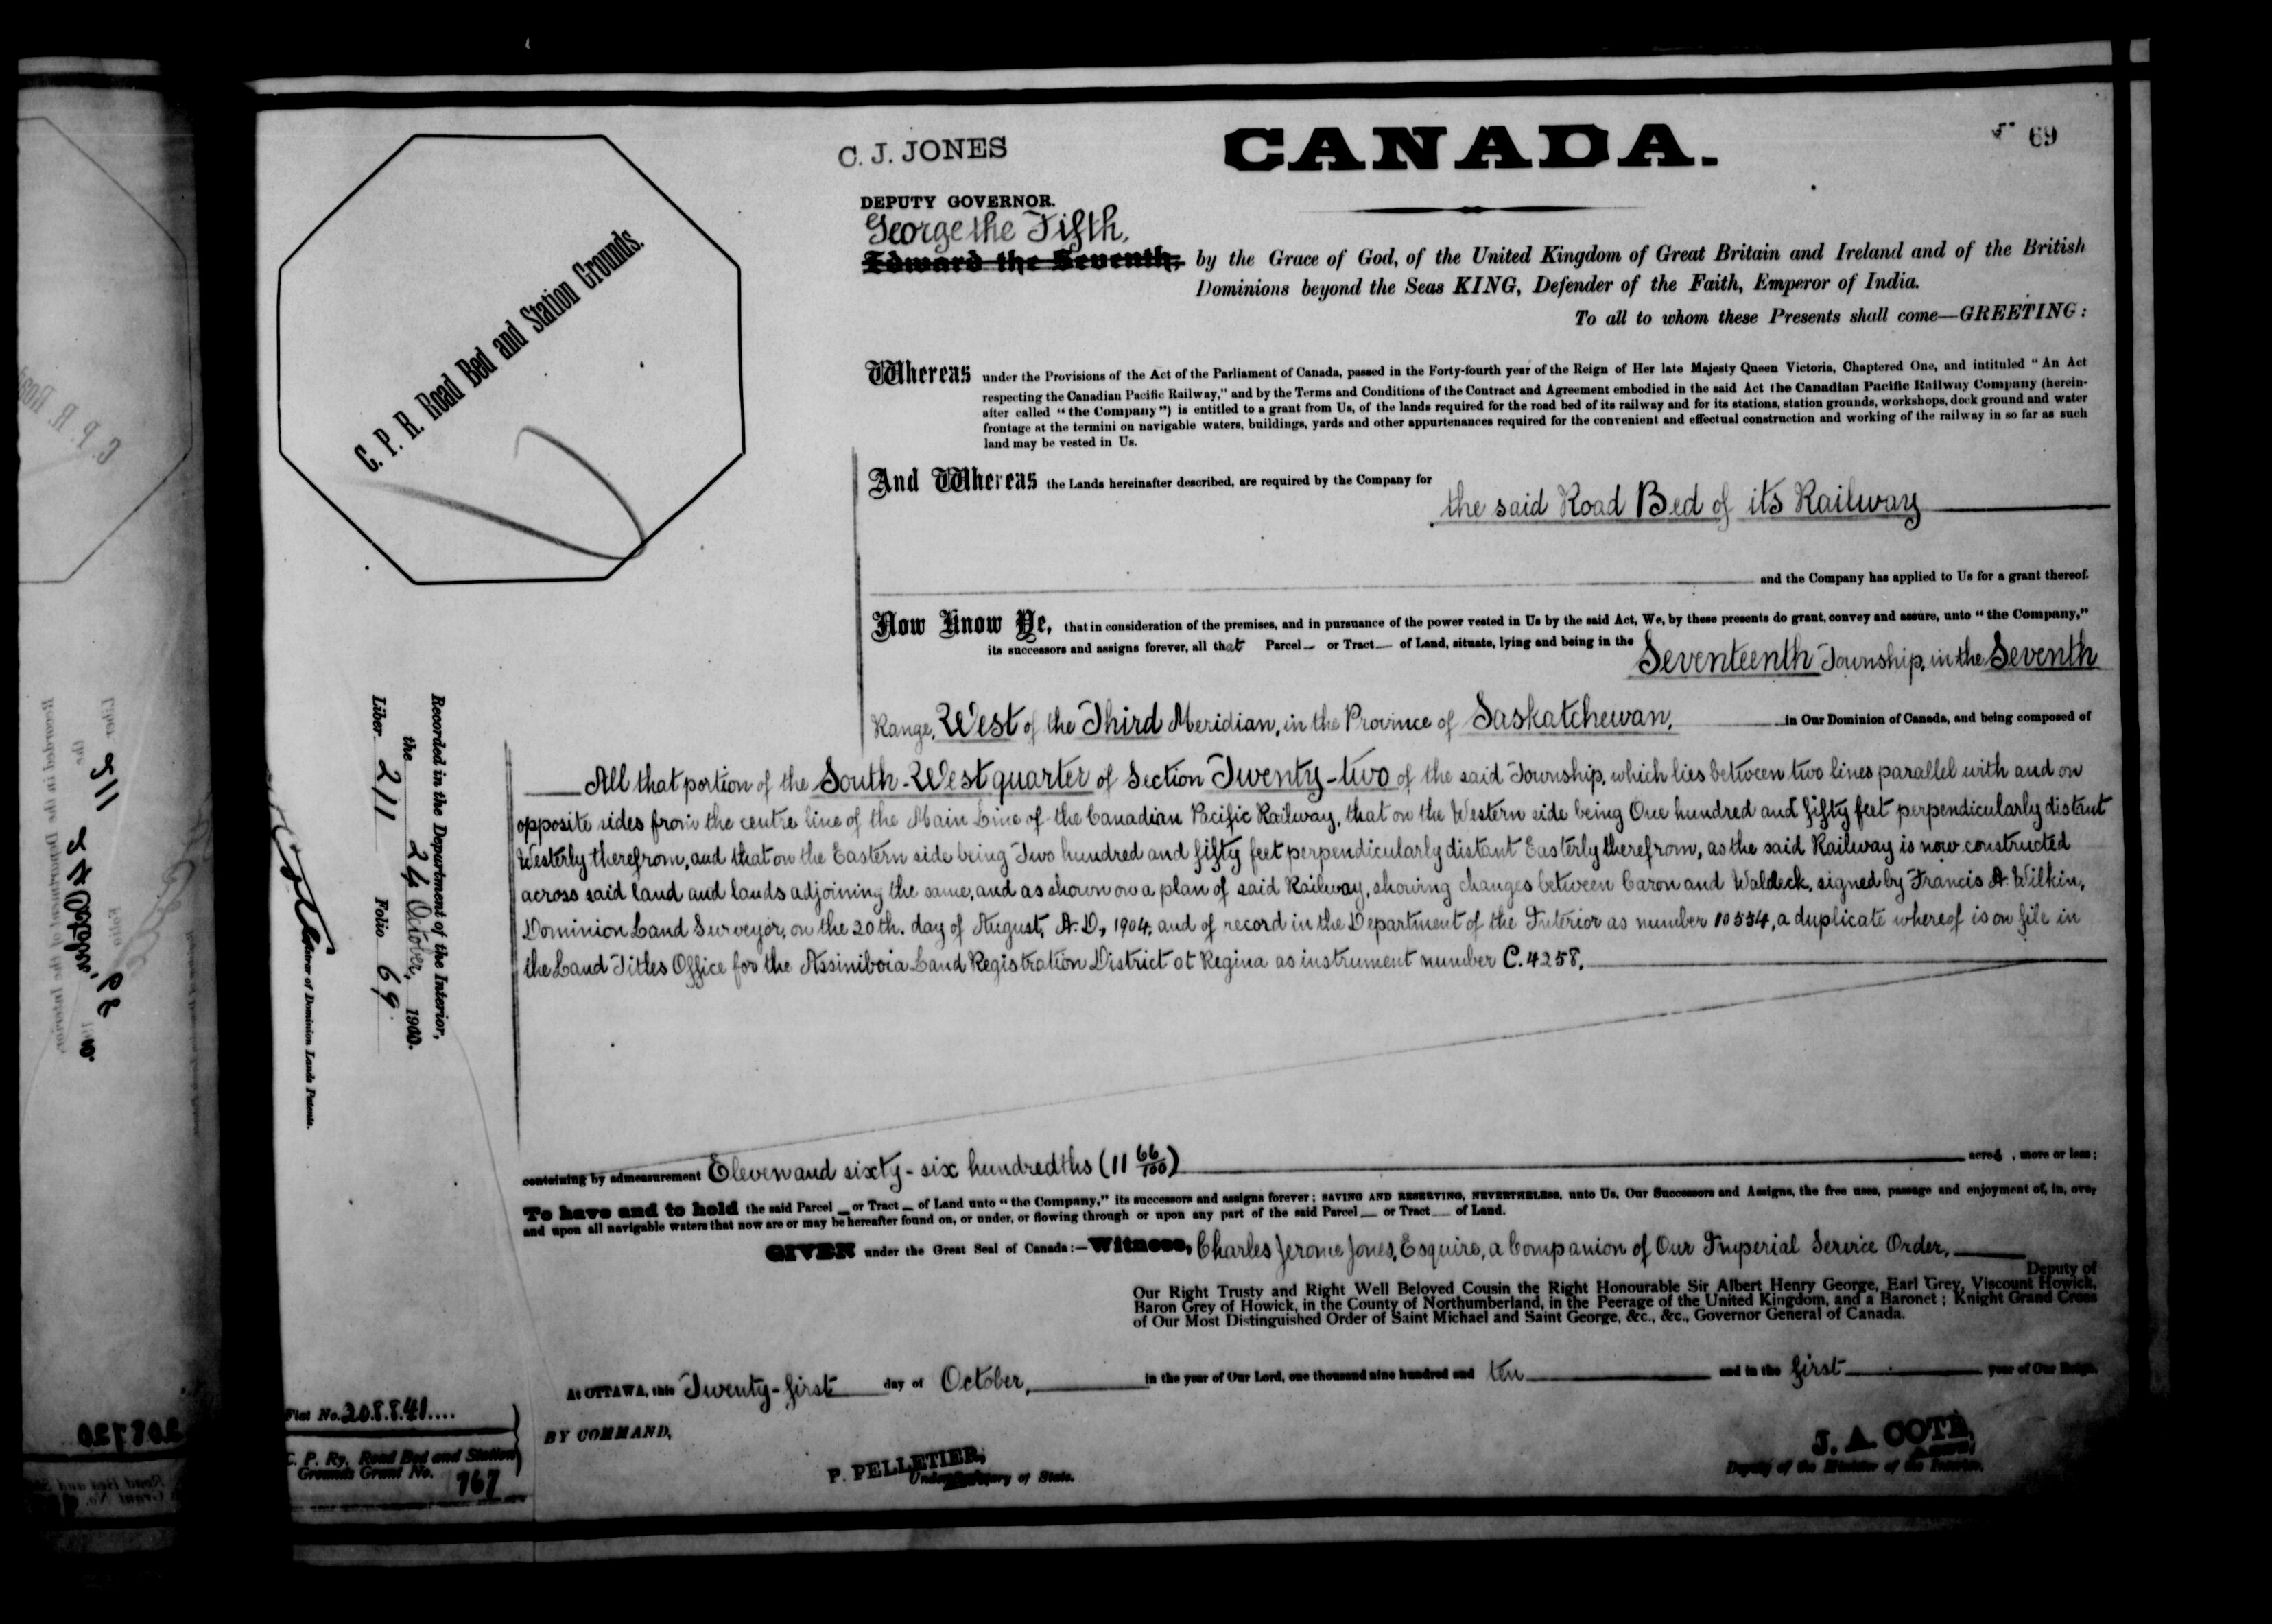 C. J. JONES
CANADA.
69
DEPUTY GOVERNOR.
George the Fifth,
Edward the Seventh, by the Grace of God, of the United Kingdom of Great Britain and Ireland and of the British
Dominions beyond the Seas KING, Defender of the Faith, Emperor of India.
To all to whom these Presents shall come—GREETING:
C. P. R. Road Bed and Station Grounds.
Whereas under the Provisions of the Act of the Parliament of Canada, passed in the Forty-fourth year of the Reign of Her late Majesty Queen Victoria, Chaptered One, and intituled "An Act
respecting the Canadian Pacific Railway," and by the Terms and Conditions of the Contract and Agreement embodied in the said Act the Canadian Pacific Railway Company (herein-
after called "the Company") is entitled to a grant from Us, of the lands required for the road bed of its railway and for its stations, station grounds, workshops, dock ground and water
frontage at the termini on navigable waters, buildings, yards and other appurtenances required for the convenient and effectual construction and working of the railway in so far as such
land may be vested in Us.
And Whereas the Lands hereinafter described, are required by the Company for
the said Road Bed of its Railway
and the Company has applied to Us for a grant thereof.
Now Know Ye, that in consideration of the premises, and in pursuance of the power vested in Us by the said Act, We, by these presents do grant, convey and assure, unto "the Company,"
its successors and assigns forever, all that Parcel or Tract of Land, situate, lying and being in the
Seventeenth Township, in the Seventh
Range, West of the Third Meridian, in the Province of Saskatchewan, in Our Dominion of Canada, and being composed of
All that portion of the South-West quarter of Section Twenty-two of the said Township, which lies between two lines parallel with and on
opposite sides from the centre line of the Main Line of the Canadian Pacific Railway, that on the Western side being One hundred and fifty feet perpendicularly distant
Westerly therefrom, and that on the Eastern side being Two hundred and fifty feet perpendicularly distant Easterly therefrom, as the said Railway is now constructed
across said land and lands adjoining the same, and as shown on a plan of said Railway, showing changes between Caron and Waldeck, signed by Francis A. Wilkin,
Dominion Land Surveyor, on the 20th. day of August, A.D., 1904, and of record in the Department of the Interior as number 10534, a duplicate whereof is on file in
the Land Titles Office for the Assiniboia Land Registration District at Regina as instrument number C.4258.
Recorded in the Department of the Interior,
the 24 October, 1900.
Liber 211 Folio 69.
of Dominion Lands Patents.
containing by admeasurement Eleven and sixty-six hundredths (11 66/100) acres, more or less;
To have and to hold the said Parcel or Tract of Land unto "the Company," its successors and assigns forever; SAVING AND RESERVING, NEVERTHELESS, unto Us, Our Successors and Assigns, the free uses, passage and enjoyment of, in, over
and upon all navigable waters that now are or may be hereafter found on, or under, or flowing through or upon any part of the said Parcel or Tract of Land.
GIVEN under the Great Seal of Canada:—Witness, Charles Jerome Jones, Esquire, a Companion of Our Imperial Service Order,
Deputy of
Our Right Trusty and Right Well Beloved Cousin the Right Honourable Sir Albert Henry George, Earl Grey, Viscount Howick,
Baron Grey of Howick, in the County of Northumberland, in the Peerage of the United Kingdom, and a Baronet; Knight Grand Cross
of Our Most Distinguished Order of Saint Michael and Saint George, &c., &c., Governor General of Canada.
At OTTAWA, this Twenty-first day of October, in the year of Our Lord, one thousand nine hundred and ten and in the first year of Our Reign.
BY COMMAND,
P. PELLETIER,
of State.
J. A. COTE,
Deputy of the Minister of the Interior.
Fiat No. 20.8.8.41....
C. P. Ry. Road Bed and Station
Grounds Grant No. 767